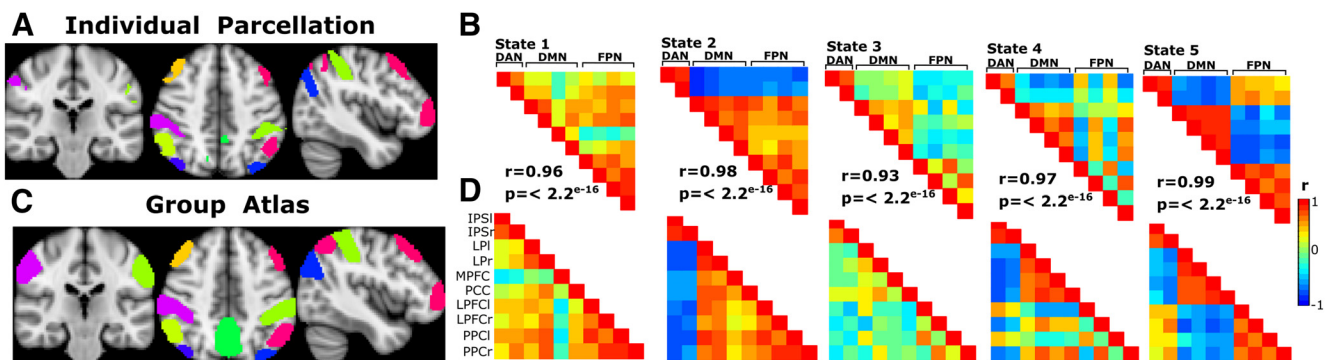 A Individual Parcellation
B
State 1
DAN DMN FPN
State 2
DAN DMN FPN
State 3
DAN DMN FPN
State 4
DAN DMN FPN
State 5
DAN DMN FPN
r=0.96
p=< 2.2e-16
r=0.98
p=< 2.2e-16
r=0.93
p=< 2.2e-16
r=0.97
p=< 2.2e-16
r=0.99
p=< 2.2e-16
C Group Atlas
D
IPSl
IPSr
LPl
LPr
MPFC
PCC
LPFCl
LPFCr
PPCl
PPCr
r
1
0
-1